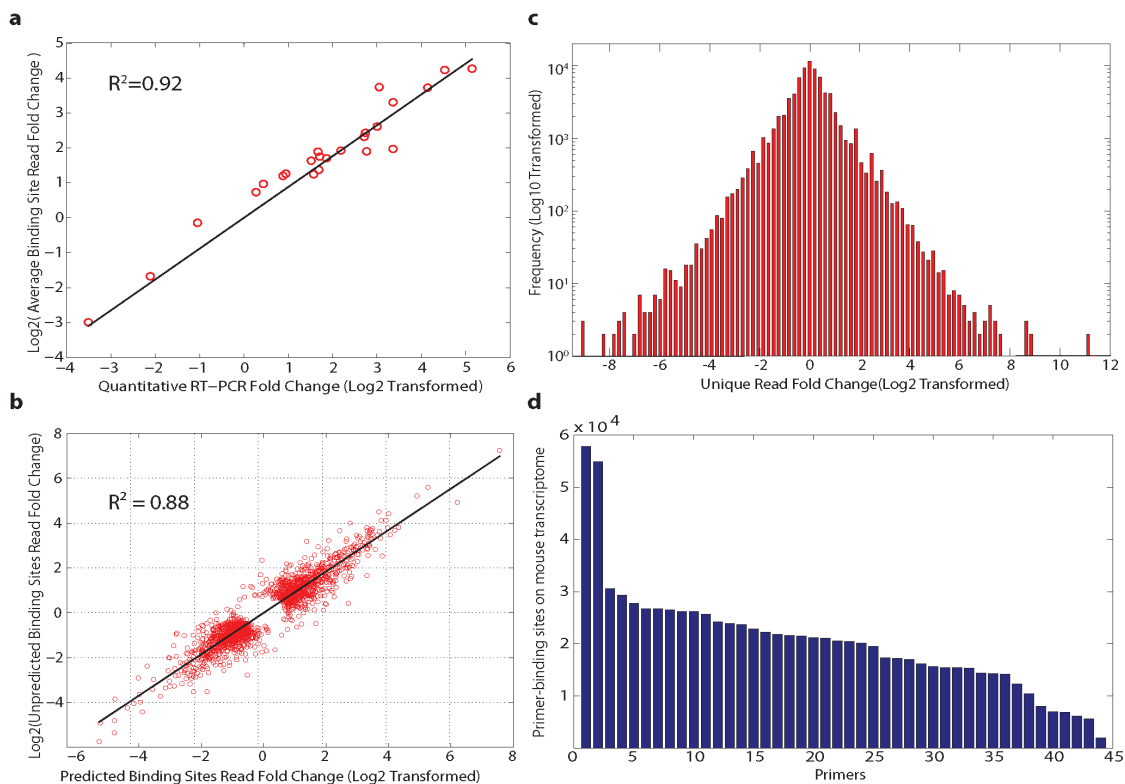 a
R²=0.92
Log2( Average Binding Site Read Fold Change )
5
4
3
2
1
0
−1
−2
−3
−4
−4 −3 −2 −1 0 1 2 3 4 5 6
Quantitative RT−PCR Fold Change (Log2 Transformed)
c
Frequency (Log10 Ttransformed)
10⁴
10³
10²
10¹
10⁰
-8 -6 -4 -2 0 2 4 6 8 10 12
Unique Read Fold Change(Log2 Transformed)
b
R² = 0.88
Log2(Unpredicted Binding Sites Read Fold Change)
8
6
4
2
0
−2
−4
−6 −4 −2 0 2 4 6 8
Predicted Binding Sites Read Fold Change (Log2 Transformed)
d
x 10⁴
Primer-binding sites on mouse transcriptome
6
5
4
3
2
1
0 5 10 15 20 25 30 35 40 45
Primers